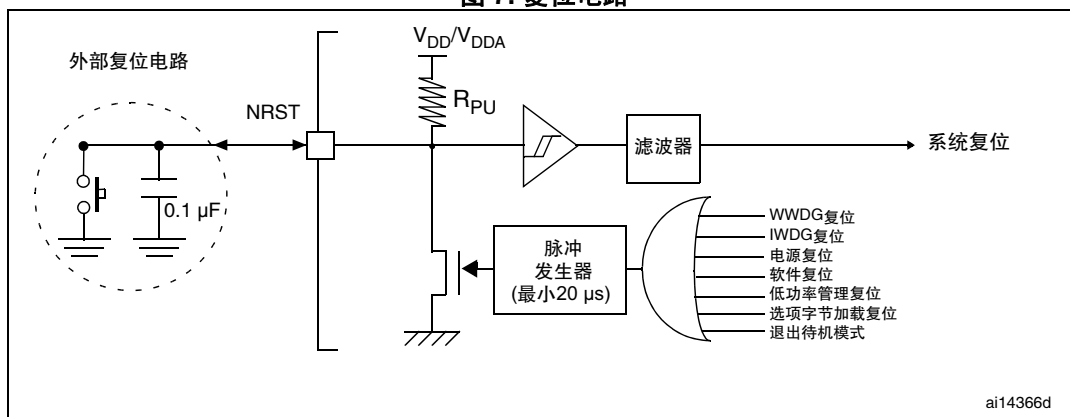 图 7. 复位电路
外部复位电路
VDD/VDDA
RPU
NRST
0.1 μF
滤波器
系统复位
脉冲
发生器
(最小20 μs)
WWDG复位
IWDG复位
电源复位
软件复位
低功率管理复位
选项字节加载复位
退出待机模式
ai14366d